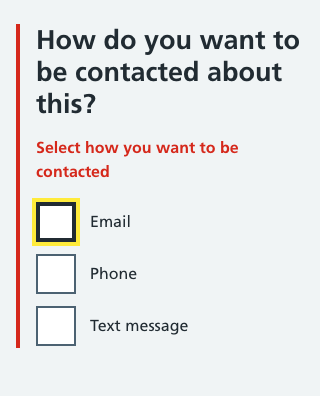 How do you want to
be contacted about
this?
Select how you want to be
contacted
Email
Phone
Text message